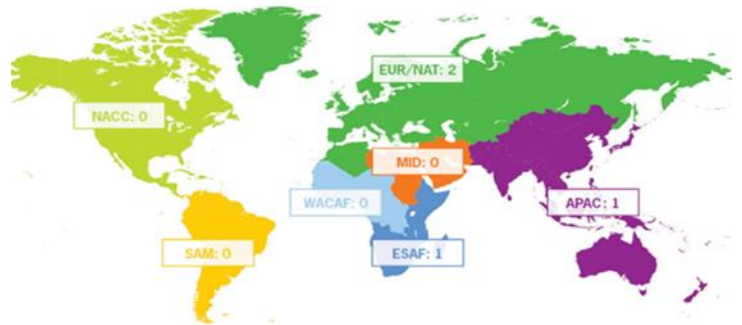 EUR/NAT: 2
NACC: 0
MID: 0
WACAF: 0
APAC: 1
SAM: 0
ESAF: 1